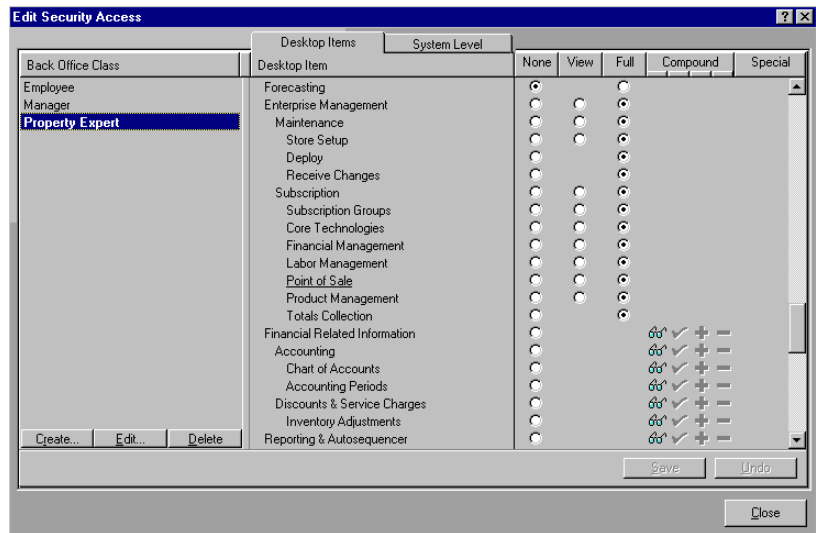 Edit Security Access
Desktop Items System Level
Back Office Class Desktop Item None View Full Compound Special
Employee Forecasting
Manager Enterprise Management
Property Expert Maintenance
Store Setup
Deploy
Receive Changes
Subscription
Subscription Groups
Core Technologies
Financial Management
Labor Management
Point of Sale
Product Management
Totals Collection
Financial Related Information
Accounting
Chart of Accounts
Accounting Periods
Discounts & Service Charges
Inventory Adjustments
Create... Edit... Delete Reporting & Autosequencer
Save Undo
Close